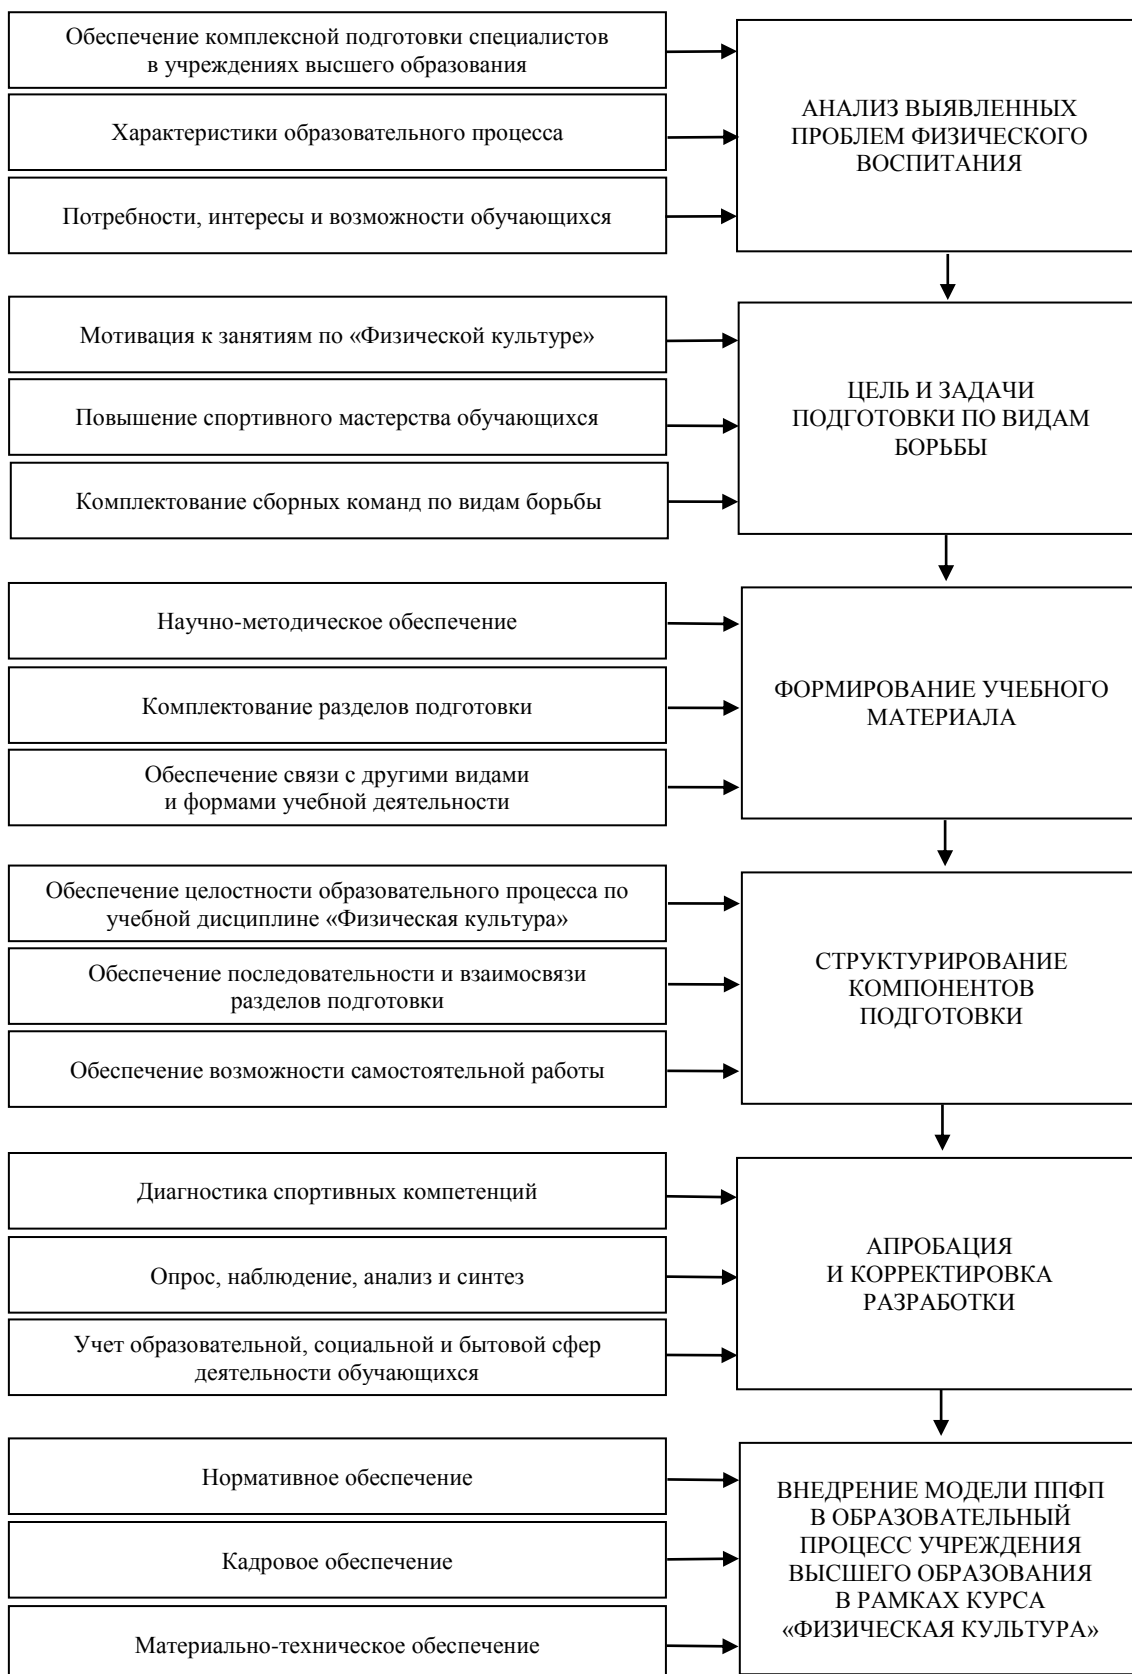 Обеспечение комплексной подготовки специалистов
в учреждениях высшего образования
Характеристики образовательного процесса
Потребности, интересы и возможности обучающихся
АНАЛИЗ ВЫЯВЛЕННЫХ
ПРОБЛЕМ ФИЗИЧЕСКОГО
ВОСПИТАНИЯ
Мотивация к занятиям по «Физической культуре»
Повышение спортивного мастерства обучающихся
Комплектование сборных команд по видам борьбы
ЦЕЛЬ И ЗАДАЧИ
ПОДГОТОВКИ ПО ВИДАМ
БОРЬБЫ
Научно-методическое обеспечение
Комплектование разделов подготовки
Обеспечение связи с другими видами
и формами учебной деятельности
ФОРМИРОВАНИЕ УЧЕБНОГО
МАТЕРИАЛА
Обеспечение целостности образовательного процесса по
учебной дисциплине «Физическая культура»
Обеспечение последовательности и взаимосвязи
разделов подготовки
Обеспечение возможности самостоятельной работы
СТРУКТУРИРОВАНИЕ
КОМПОНЕНТОВ
ПОДГОТОВКИ
Диагностика спортивных компетенций
Опрос, наблюдение, анализ и синтез
Учет образовательной, социальной и бытовой сфер
деятельности обучающихся
АПРОБАЦИЯ
И КОРРЕКТИРОВКА
РАЗРАБОТКИ
Нормативное обеспечение
Кадровое обеспечение
Материально-техническое обеспечение
ВНЕДРЕНИЕ МОДЕЛИ ППФП
В ОБРАЗОВАТЕЛЬНЫЙ
ПРОЦЕСС УЧРЕЖДЕНИЯ
ВЫСШЕГО ОБРАЗОВАНИЯ
В РАМКАХ КУРСА
«ФИЗИЧЕСКАЯ КУЛЬТУРА»